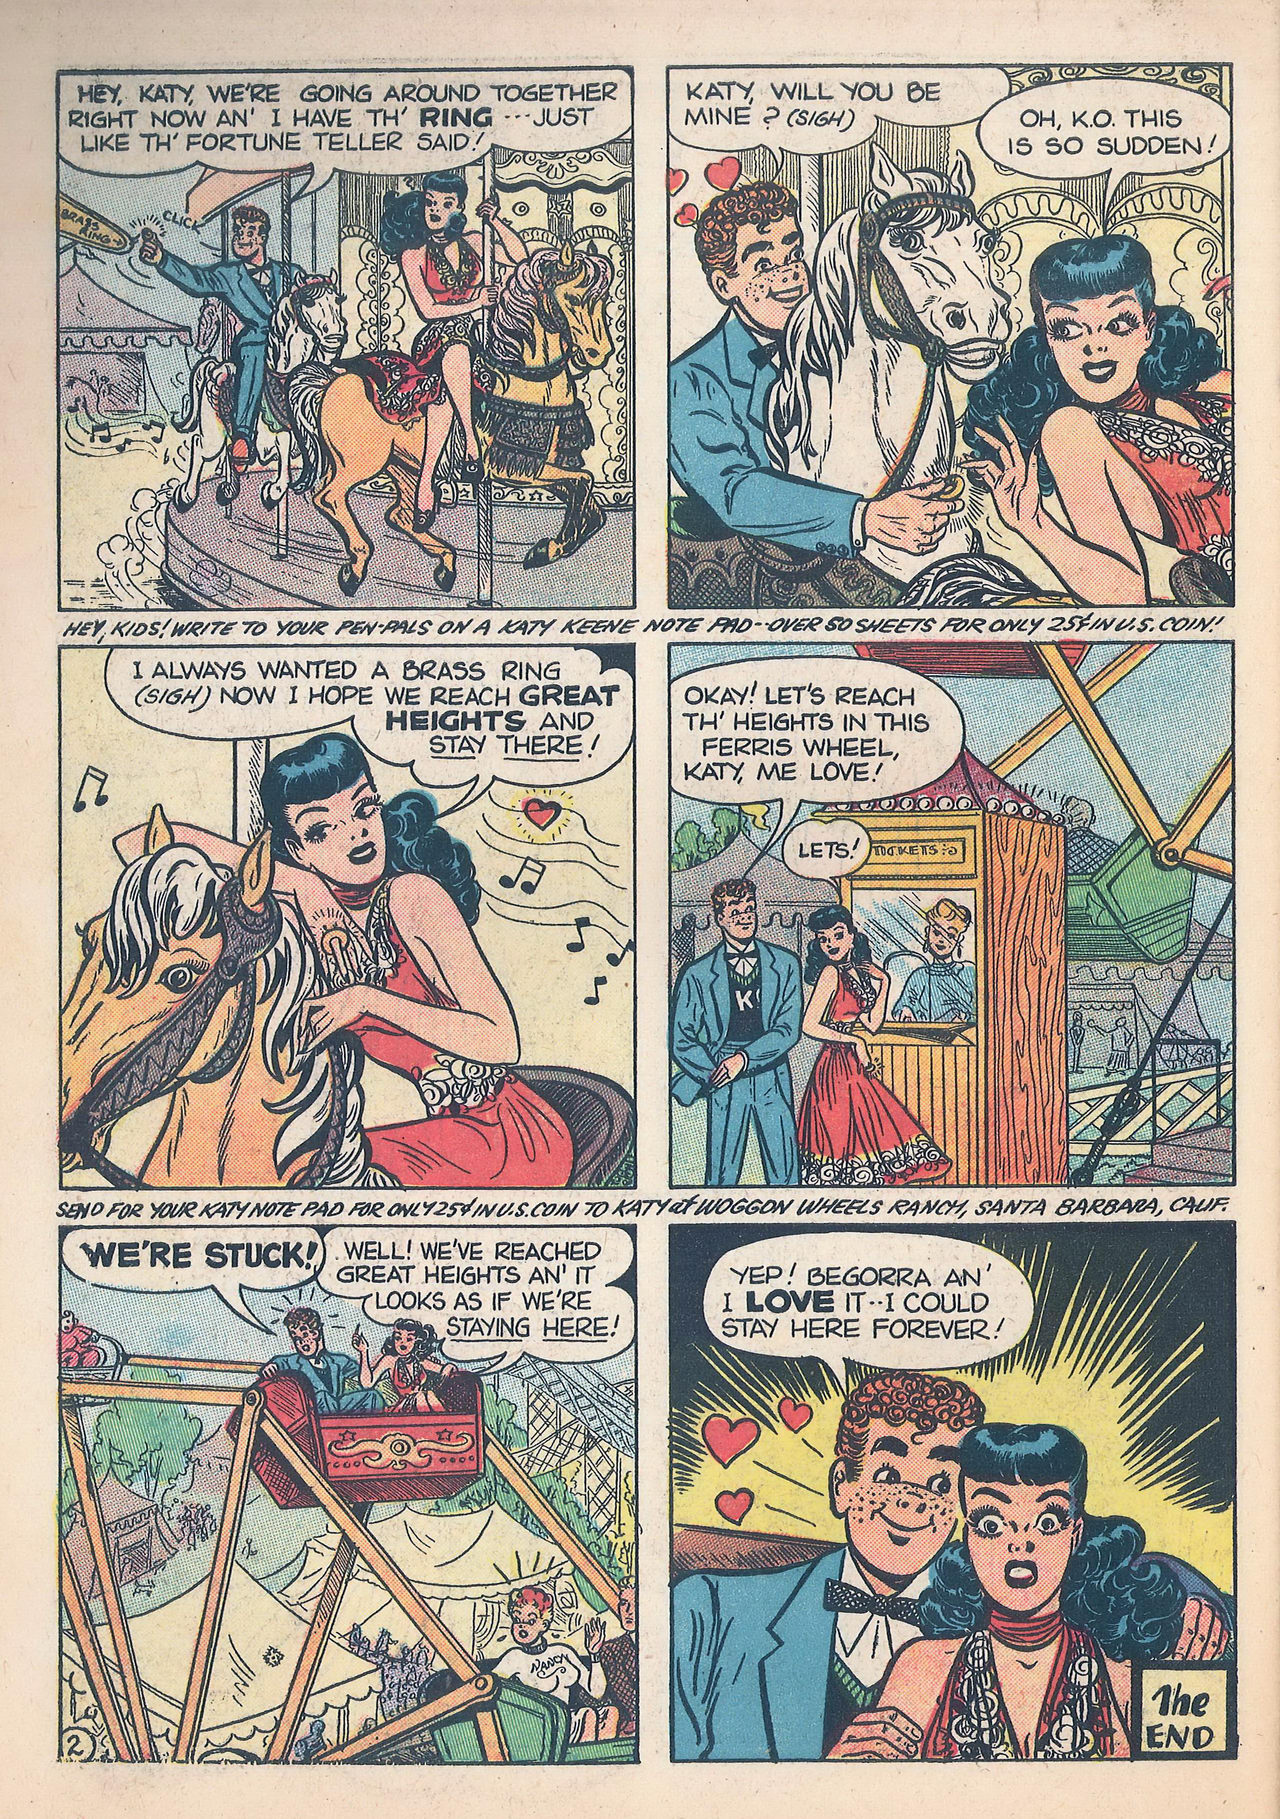 HEY, KATY, WE'RE GOING AROUND TOGETHER
RIGHT NOW AN' I HAVE TH' RING --- JUST
LIKE TH' FORTUNE TELLER SAID!
BRASS
RING→
CLICK
KATY, WILL YOU BE
MINE? (SIGH)
OH, K.O. THIS
IS SO SUDDEN!
HEY, KIDS! WRITE TO YOUR PEN-PALS ON A KATY KEENE NOTE PAD--OVER 50 SHEETS FOR ONLY 25¢ IN U.S. COIN!
I ALWAYS WANTED A BRASS RING
(SIGH) NOW I HOPE WE REACH GREAT
HEIGHTS AND
STAY THERE!
OKAY! LET'S REACH
TH' HEIGHTS IN THIS
FERRIS WHEEL,
KATY, ME LOVE!
LETS!
TICKETS
KO
SEND FOR YOUR KATY NOTE PAD FOR ONLY 25¢ IN U.S. COIN TO KATY at WOGGON WHEELS RANCH, SANTA BARBARA, CALIF.
WE'RE STUCK!
WELL! WE'VE REACHED
GREAT HEIGHTS AN' IT
LOOKS AS IF WE'RE
STAYING HERE!
NANCY
2
YEP! BEGORRA AN'
I LOVE IT--I COULD
STAY HERE FOREVER!
The
END